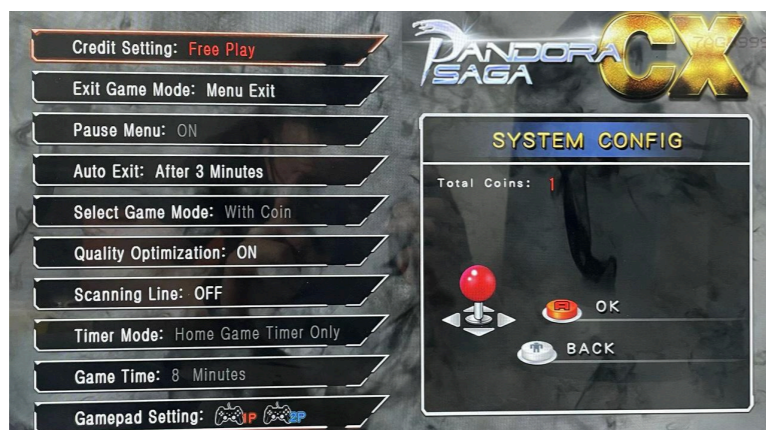 Credit Setting: Free Play
Exit Game Mode: Menu Exit
Pause Menu: ON
Auto Exit: After 3 Minutes
Select Game Mode: With Coin
Quality Optimization: ON
Scanning Line: OFF
Timer Mode: Home Game Timer Only
Game Time: 8 Minutes
Gamepad Setting: 1P 2P
PANDORA
SAGA
CX
SYSTEM CONFIG
Total Coins: 1
A OK
BACK